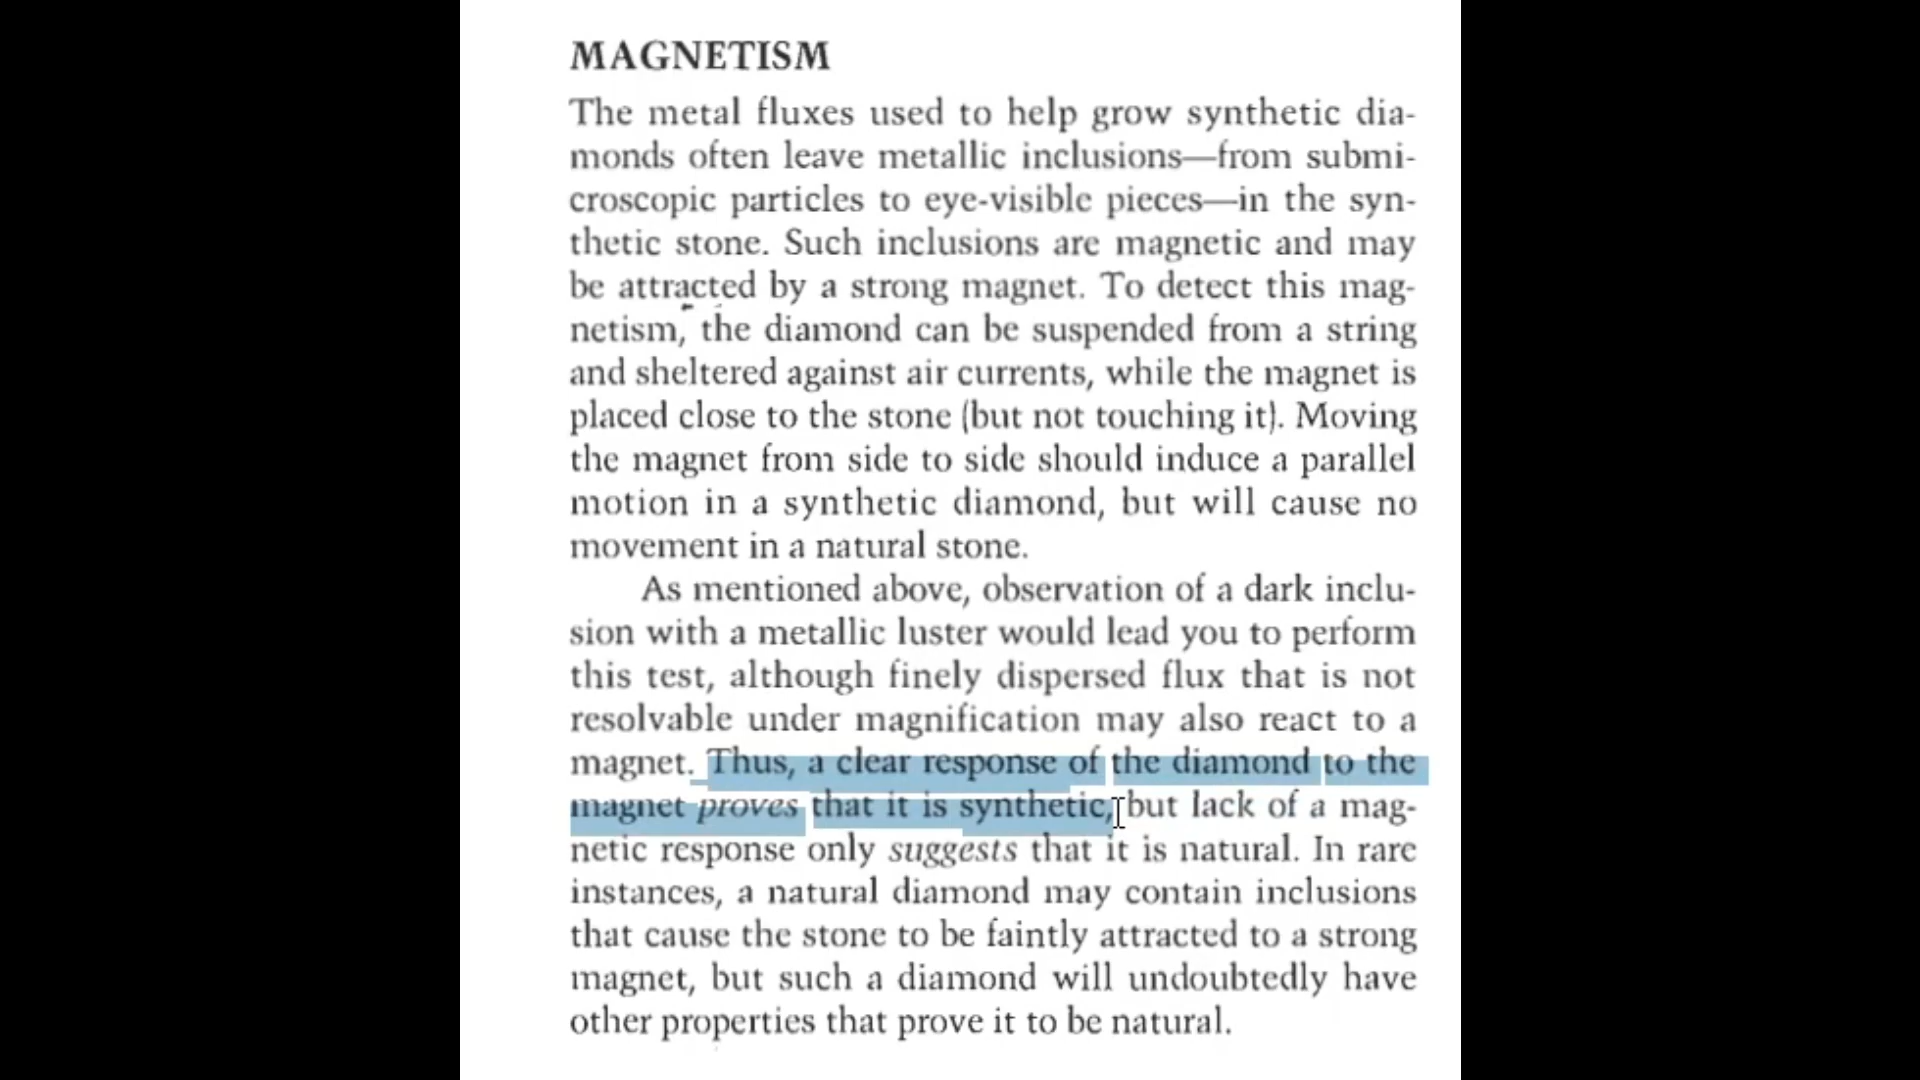 MAGNETISM
The metal fluxes used to help grow synthetic dia-
monds often leave metallic inclusions—from submi-
croscopic particles to eye-visible pieces—in the syn-
thetic stone. Such inclusions are magnetic and may
be attracted by a strong magnet. To detect this mag-
netism, the diamond can be suspended from a string
and sheltered against air currents, while the magnet is
placed close to the stone (but not touching it). Moving
the magnet from side to side should induce a parallel
motion in a synthetic diamond, but will cause no
movement in a natural stone.
As mentioned above, observation of a dark inclu-
sion with a metallic luster would lead you to perform
this test, although finely dispersed flux that is not
resolvable under magnification may also react to a
magnet. Thus, a clear response of the diamond to the
magnet proves that it is synthetic, but lack of a mag-
netic response only suggests that it is natural. In rare
instances, a natural diamond may contain inclusions
that cause the stone to be faintly attracted to a strong
magnet, but such a diamond will undoubtedly have
other properties that prove it to be natural.